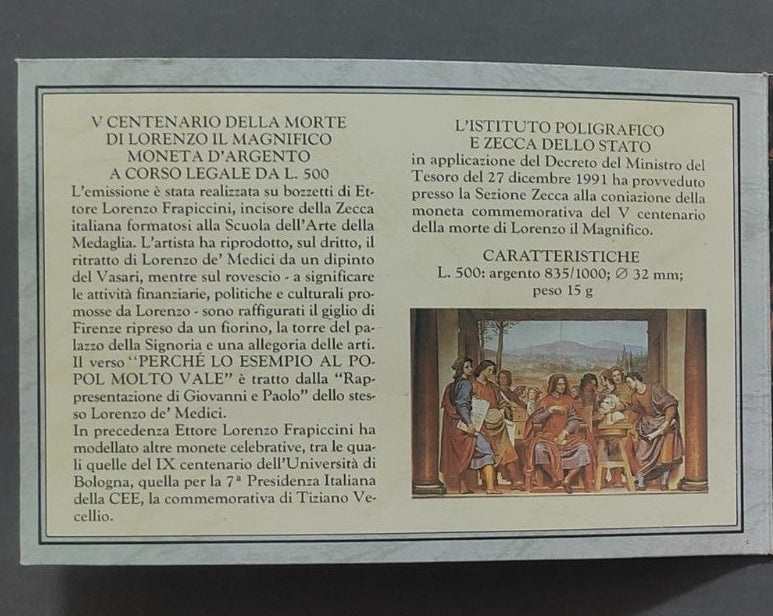 V CENTENARIO DELLA MORTE
DI LORENZO IL MAGNIFICO
MONETA D'ARGENTO
A CORSO LEGALE DA L. 500
L'emissione è stata realizzata su bozzetti di Et-
tore Lorenzo Frapiccini, incisore della Zecca
italiana formatosi alla Scuola dell'Arte della
Medaglia. L'artista ha riprodotto, sul dritto, il
ritratto di Lorenzo de' Medici da un dipinto
del Vasari, mentre sul rovescio - a significare
le attività finanziarie, politiche e culturali pro-
mosse da Lorenzo - sono raffigurati il giglio di
Firenze ripreso da un fiorino, la torre del pa-
lazzo della Signoria e una allegoria delle arti.
Il verso "PERCHÉ LO ESEMPIO AL PO-
POL MOLTO VALE" è tratto dalla "Rap-
presentazione di Giovanni e Paolo" dello stes-
so Lorenzo de' Medici.
In precedenza Ettore Lorenzo Frapiccini ha
modellato altre monete celebrative, tra le qua-
li quelle del IX centenario dell'Università di
Bologna, quella per la 7ª Presidenza Italiana
della CEE, la commemorativa di Tiziano Ve-
cellio.
L'ISTITUTO POLIGRAFICO
E ZECCA DELLO STATO
in applicazione del Decreto del Ministro del
Tesoro del 27 dicembre 1991 ha provveduto
presso la Sezione Zecca alla coniazione della
moneta commemorativa del V centenario
della morte di Lorenzo il Magnifico.
CARATTERISTICHE
L. 500: argento 835/1000; Ø 32 mm;
peso 15 g